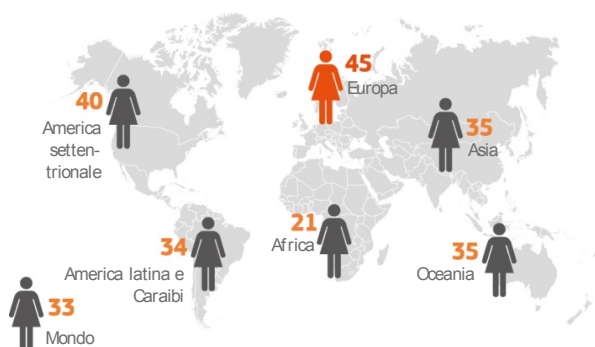 40
America
setten-
trionale
45
Europa
35
Asia
34
America latina e
Caraibi
21
Africa
35
Oceania
33
Mondo